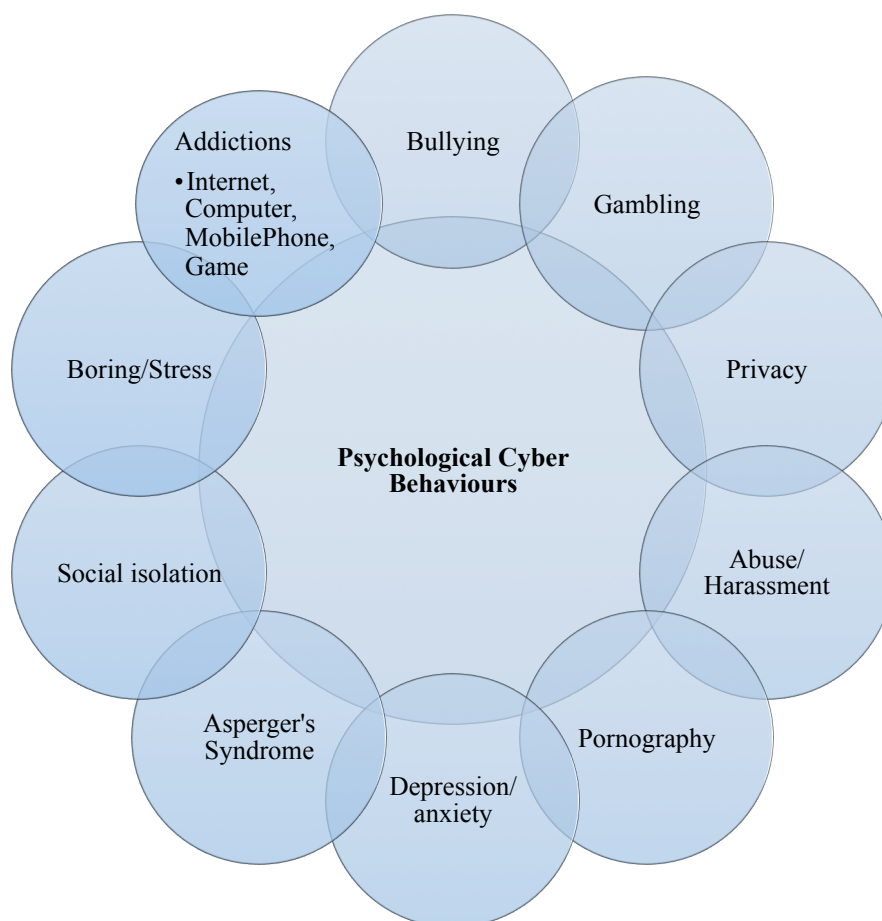 Bullying
Gambling
Privacy
Abuse/
Harassment
Pornography
Depression/
anxiety
Asperger's
Syndrome
Social isolation
Boring/Stress
Addictions
•Internet,
Computer,
MobilePhone,
Game
Psychological Cyber
Behaviours